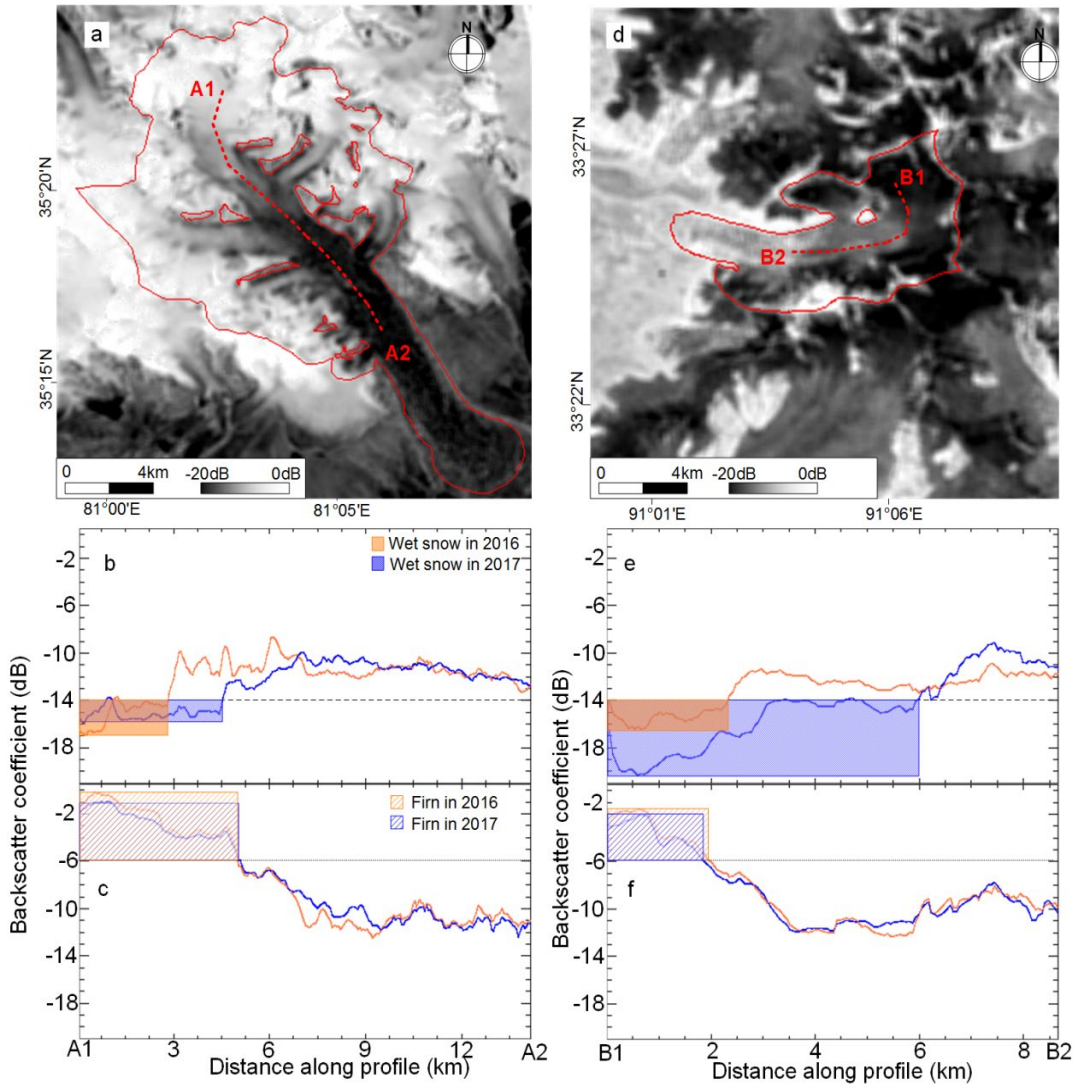 a
N
A1
A2
35°20'N
35°15'N
0 4km
-20dB 0dB
81°00'E 81°05'E
d
N
B1
B2
33°27'N
33°22'N
0 4km
-20dB 0dB
91°01'E 91°06'E
Backscatter coefficient (dB)
b
Wet snow in 2016
Wet snow in 2017
-2
-6
-10
-14
-18
c
Firn in 2016
Firn in 2017
-2
-6
-10
-14
-18
A1 3 6 9 12 A2
Distance along profile (km)
Backscatter coefficient (dB)
e
-2
-6
-10
-14
-18
f
-2
-6
-10
-14
-18
B1 2 4 6 8 B2
Distance along profile (km)